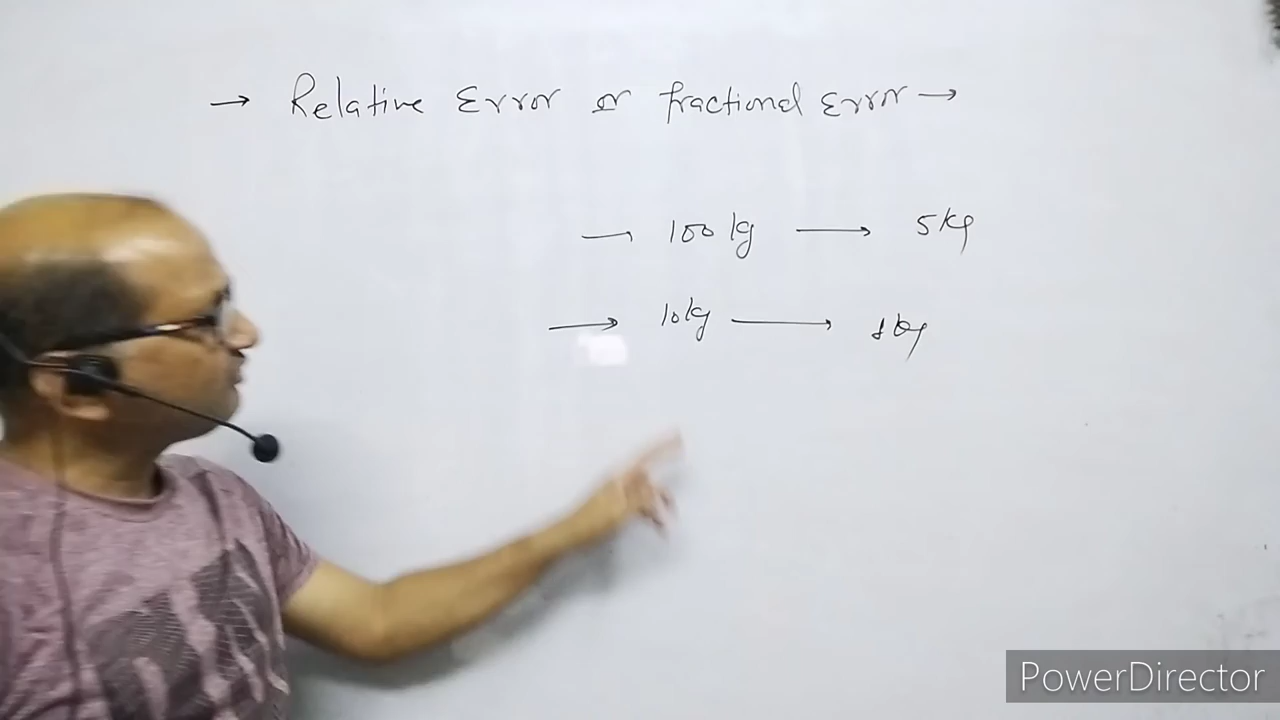 → Relative Error or fractional Error →
— 100 kg → 5 kg
→ 10 kg → 1 kg
PowerDirector